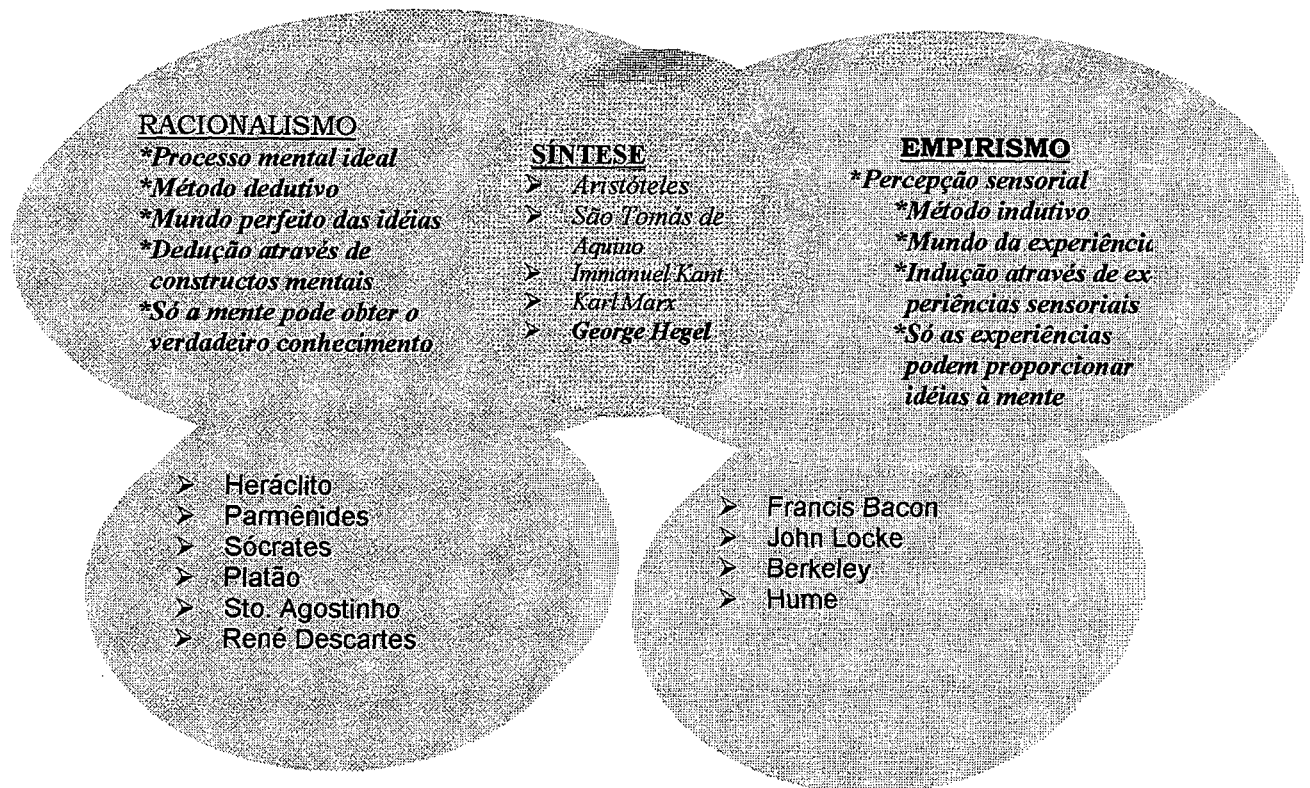 RACIONALISMO
*Processo mental ideal
*Método dedutivo
*Mundo perfeito das idéias
*Dedução através de
constructos mentais
*Só a mente pode obter o
verdadeiro conhecimento
SÍNTESE
➢ Aristóteles
➢ São Tomás de
Aquino
➢ Immanuel Kant
➢ Karl Marx
➢ George Hegel
EMPIRISMO
*Percepção sensorial
*Método indutivo
*Mundo da experiência
*Indução através de ex
periências sensoriais
*Só as experiências
podem proporcionar
idéias à mente
➢ Heráclito
➢ Parmênides
➢ Sócrates
➢ Platão
➢ Sto. Agostinho
➢ René Descartes
➢ Francis Bacon
➢ John Locke
➢ Berkeley
➢ Hume